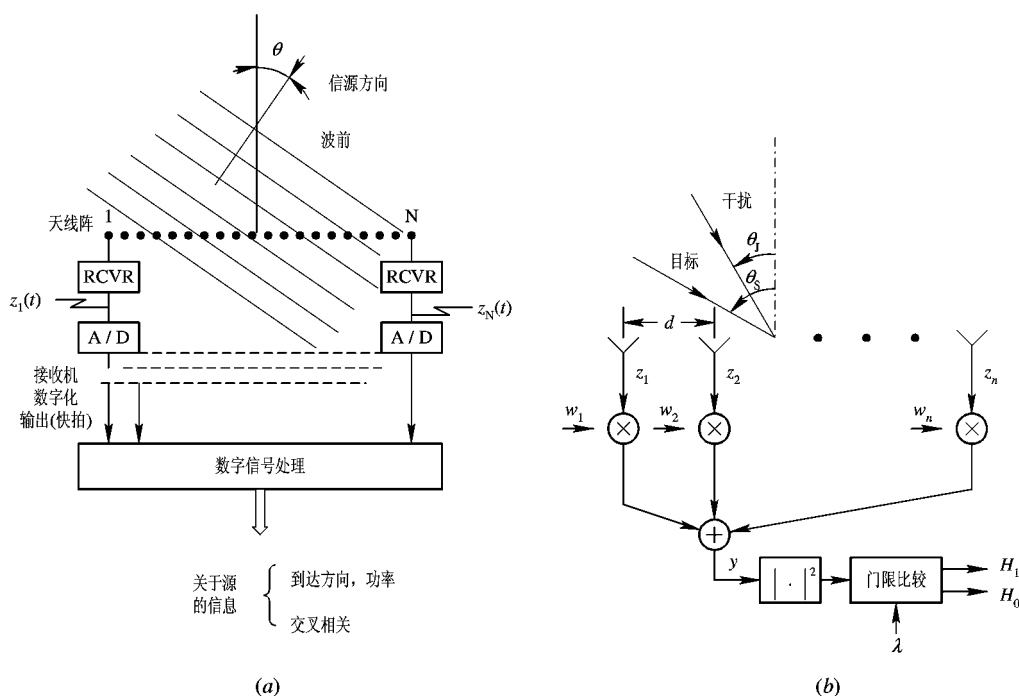 θ
信源方向
波前
天线阵
1
N
RCVR
RCVR
z₁(t)
z_N(t)
A / D
A / D
接收机
数字化
输出(快拍)
数字信号处理
关于源
的信息
到达方向，功率
交叉相关
(a)
干扰
θ_J
目标
θ_S
d
z₁
z₂
zₙ
w₁
w₂
wₙ
×
×
×
+
y
| · |²
门限比较
H₁
H₀
λ
(b)